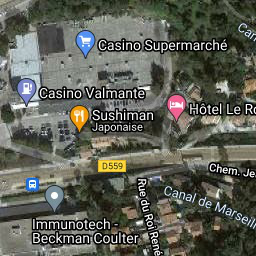 Casino Supermarché
Casino Valmante
Sushiman
Japonaise
Hôtel Le Ro
D559
Chem. Je
Rue du Roi René
Canal de Marseil
Immunotech -
Beckman Coulter